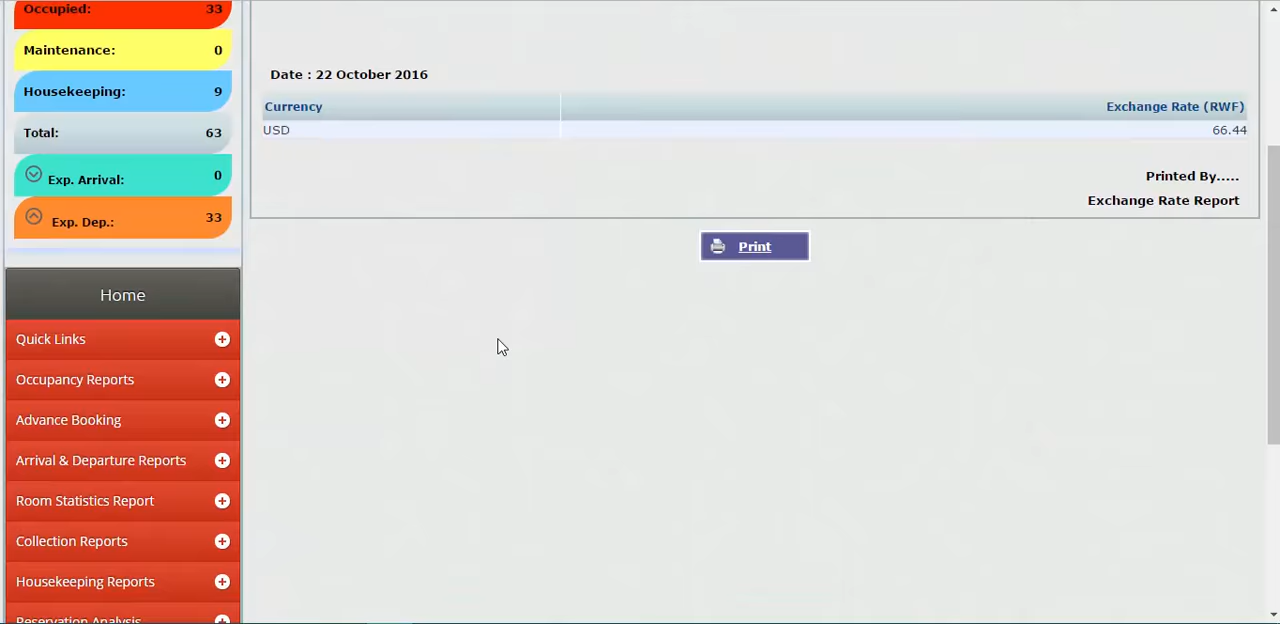 Occupied: 33
Maintenance: 0
Housekeeping: 9
Total: 63
Exp. Arrival: 0
Exp. Dep.: 33
Home
Quick Links
Occupancy Reports
Advance Booking
Arrival & Departure Reports
Room Statistics Report
Collection Reports
Housekeeping Reports
Reservation Analysis
Date : 22 October 2016
Currency Exchange Rate (RWF)
USD 66.44
Printed By.....
Exchange Rate Report
Print